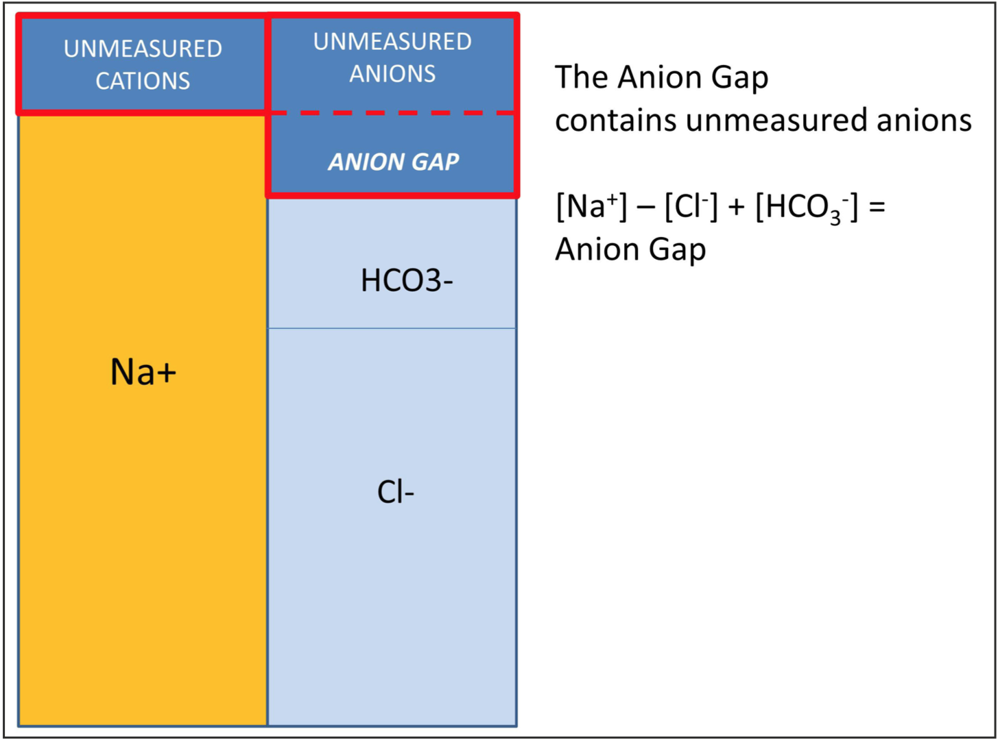 UNMEASURED
CATIONS
UNMEASURED
ANIONS
ANION GAP
HCO3-
Na+
Cl-
The Anion Gap
contains unmeasured anions
[Na⁺] – [Cl⁻] + [HCO₃⁻] =
Anion Gap